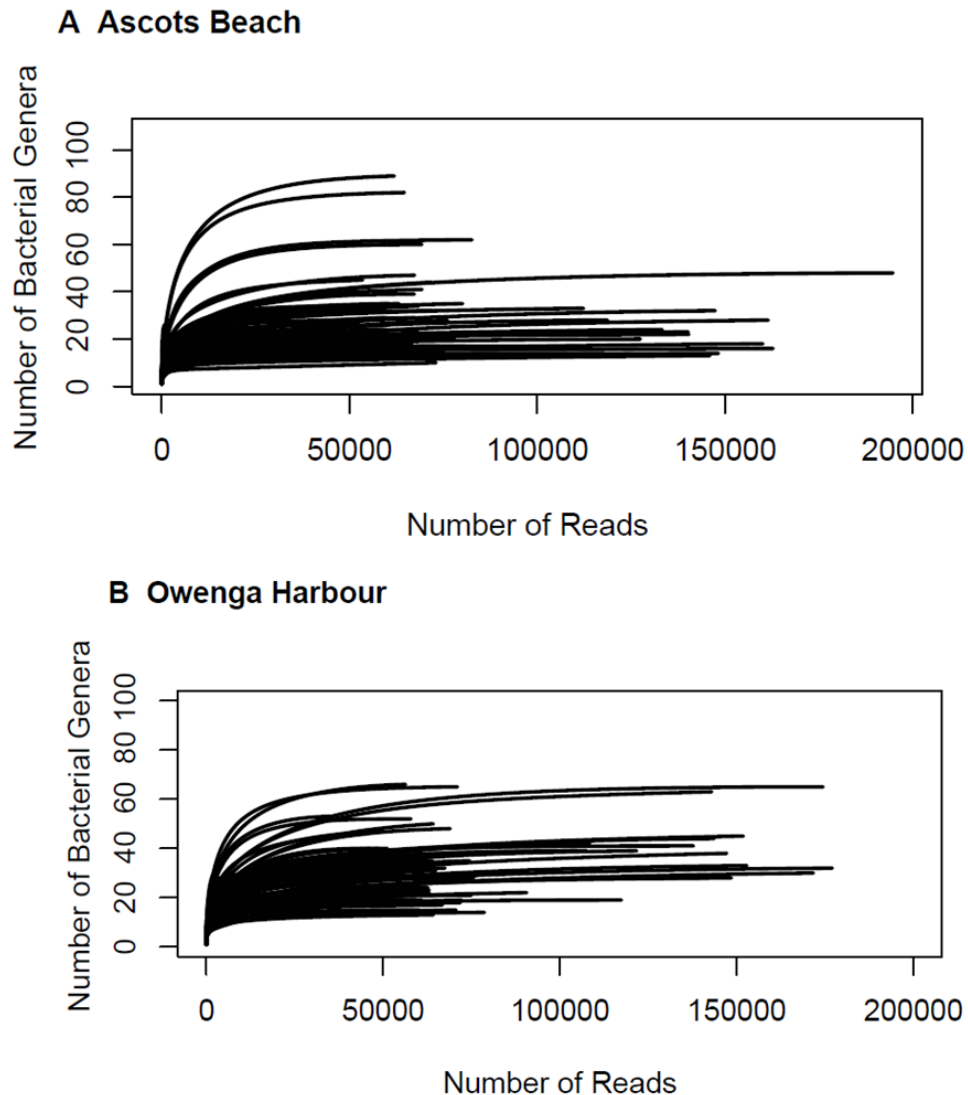 A Ascots Beach
Number of Bacterial Genera
0 20 40 60 80 100
0 50000 100000 150000 200000
Number of Reads
B Owenga Harbour
Number of Bacterial Genera
0 20 40 60 80 100
0 50000 100000 150000 200000
Number of Reads